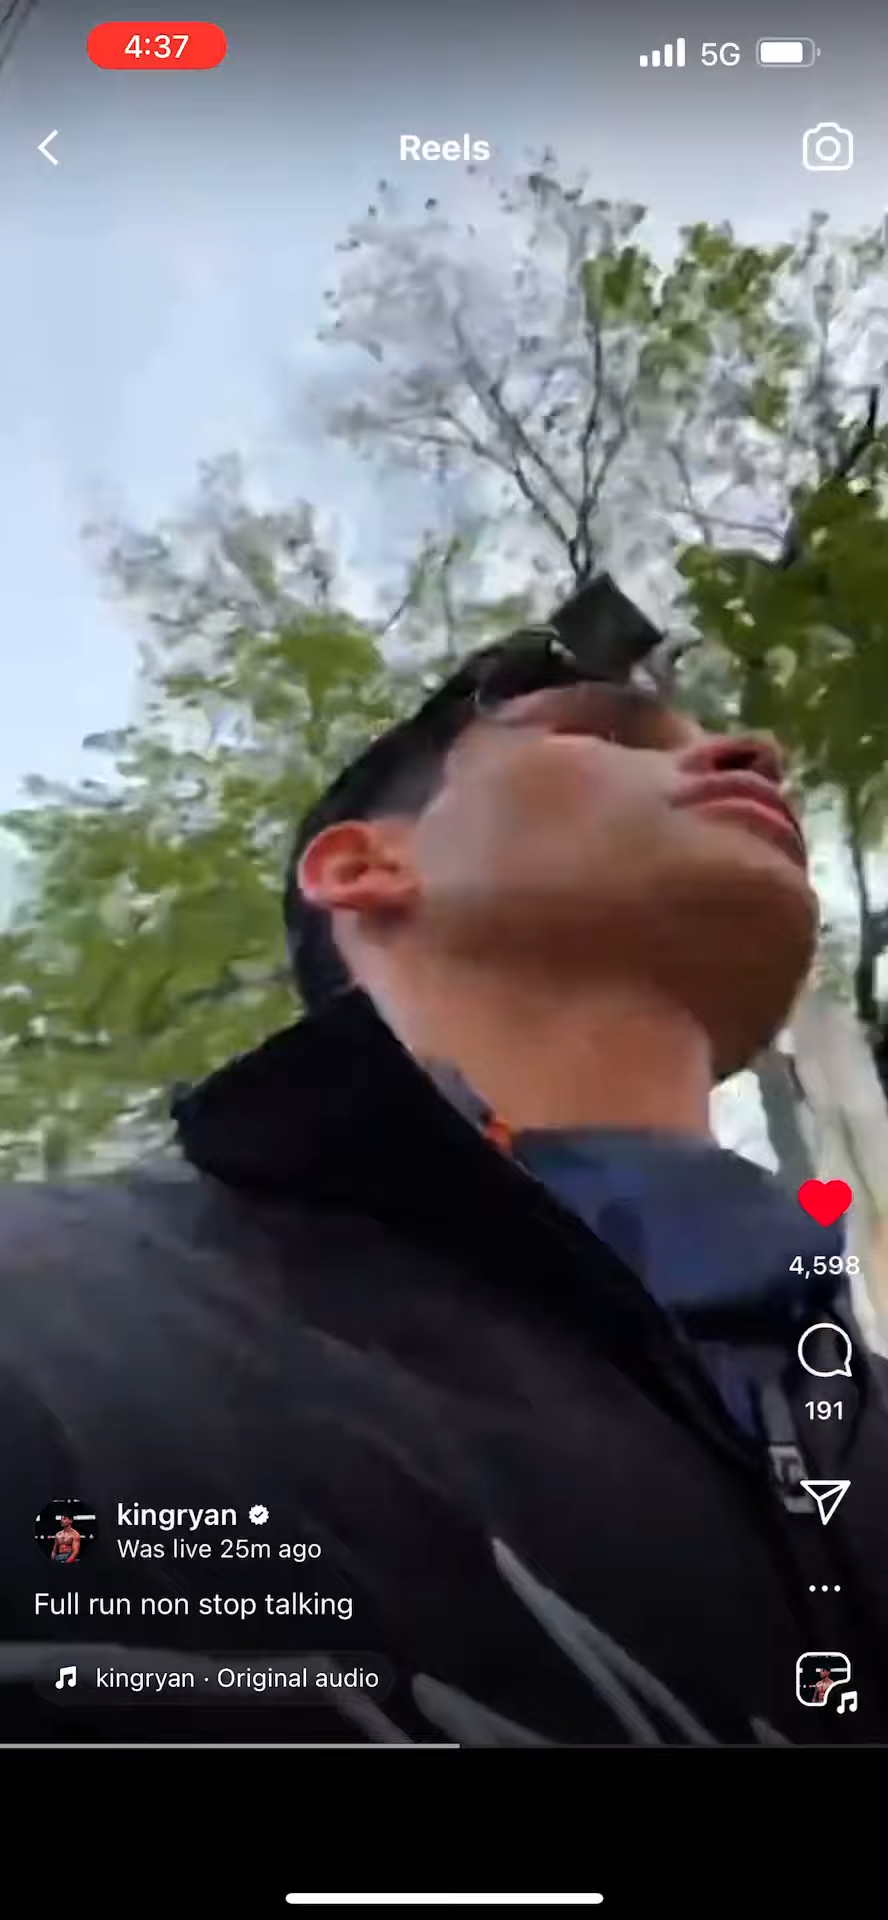 4:37
5G
Reels
4,598
191
kingryan
Was live 25m ago
Full run non stop talking
kingryan · Original audio